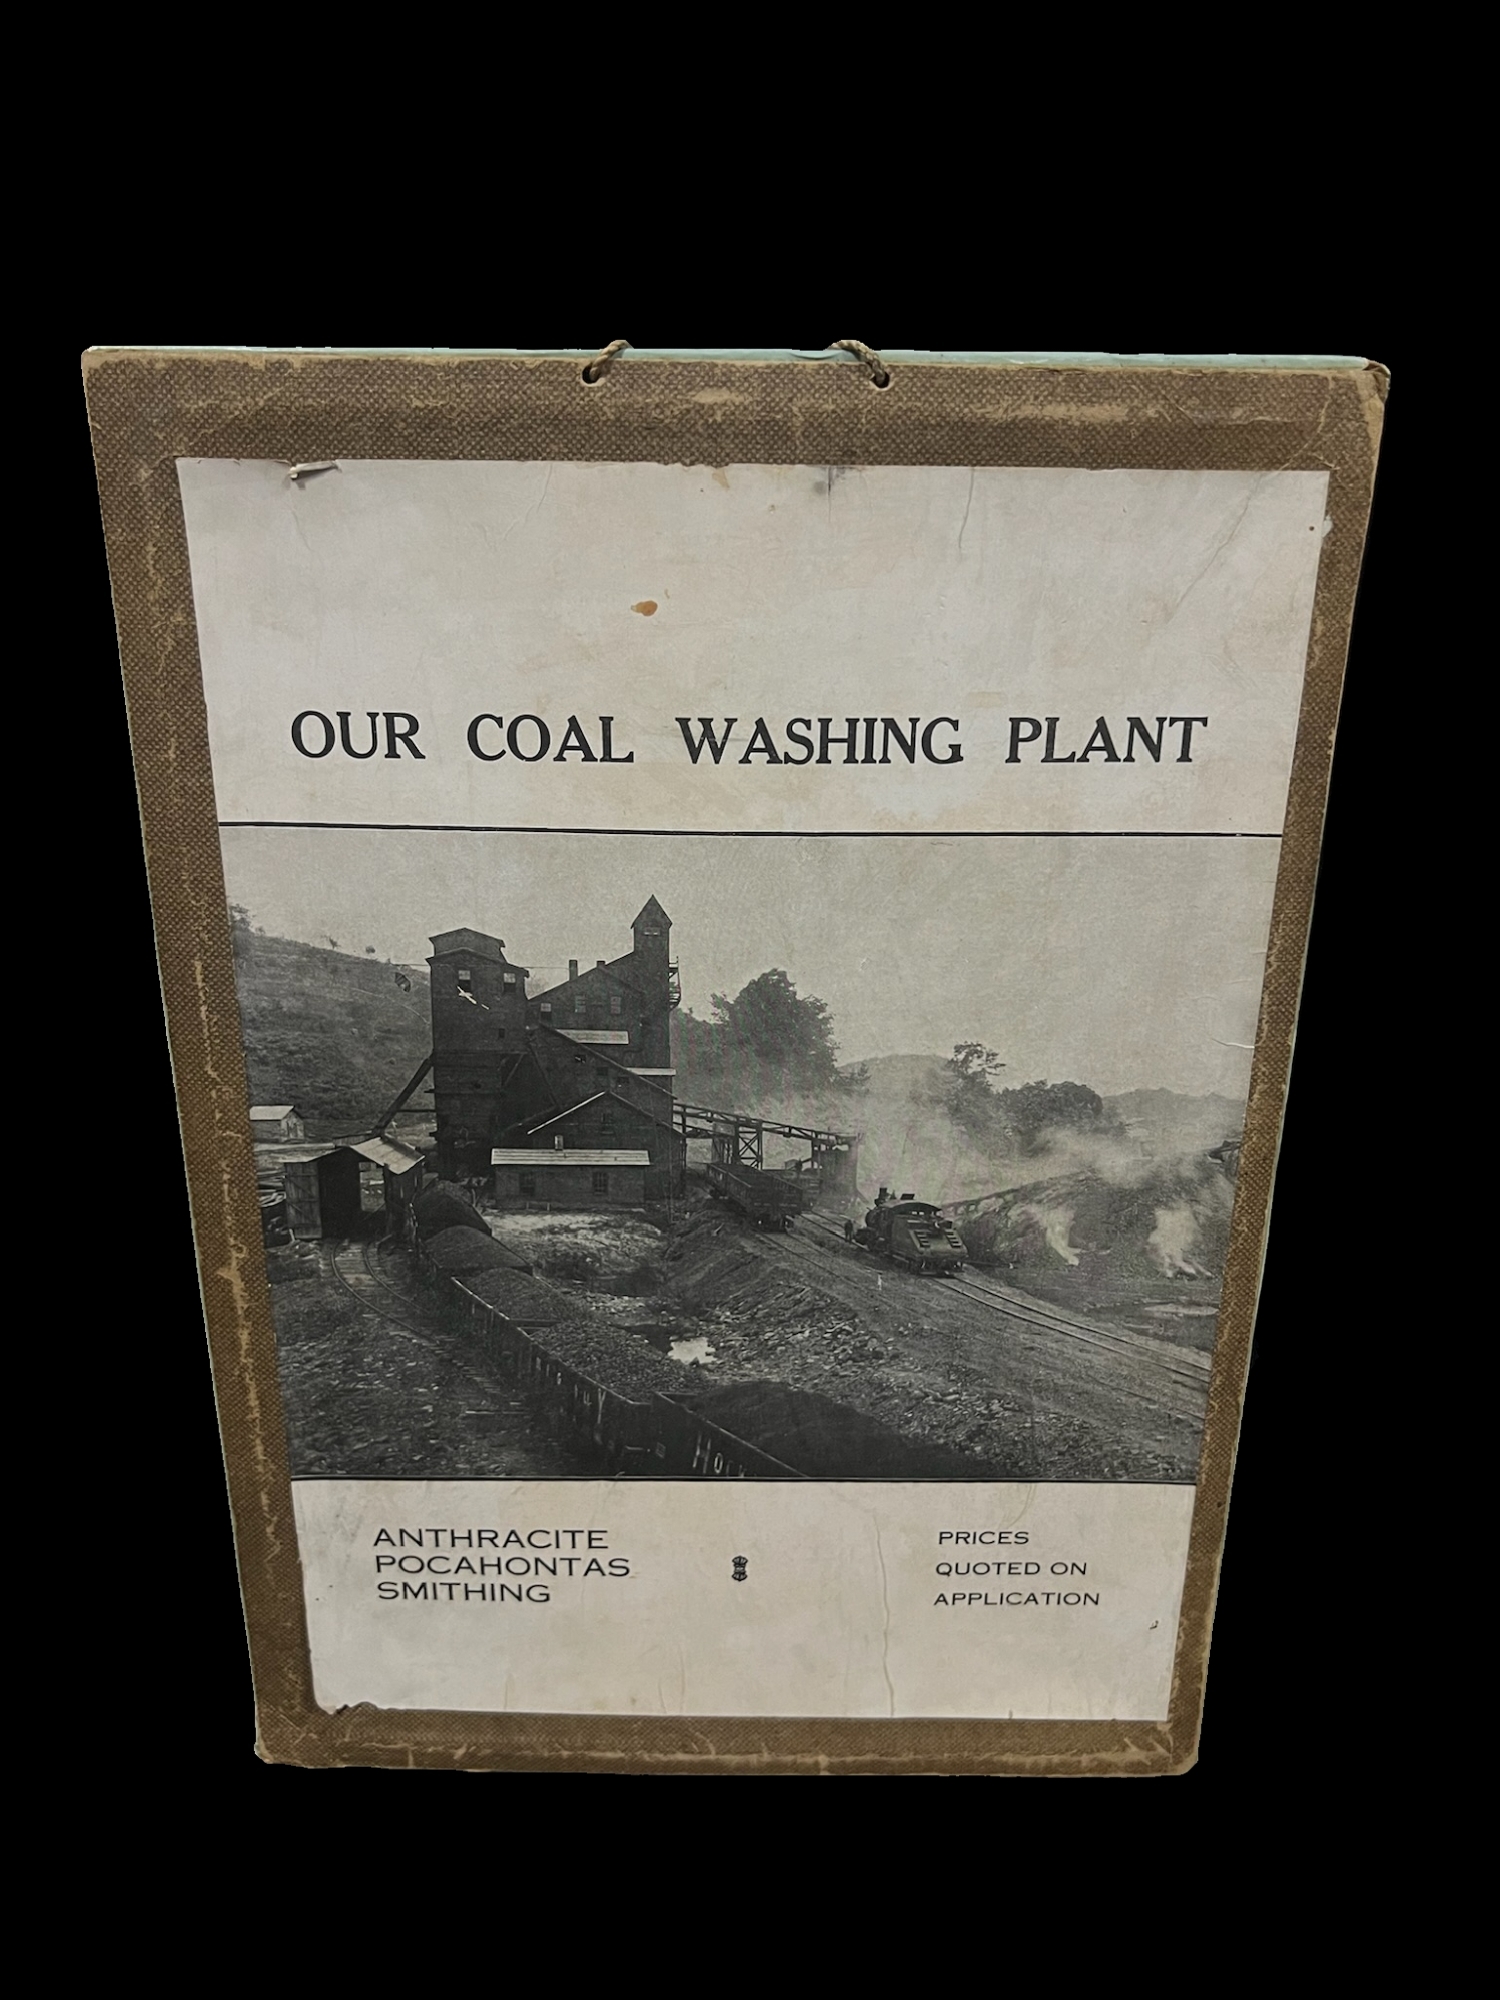 OUR COAL WASHING PLANT
ANTHRACITE
POCAHONTAS
SMITHING
PRICES
QUOTED ON
APPLICATION